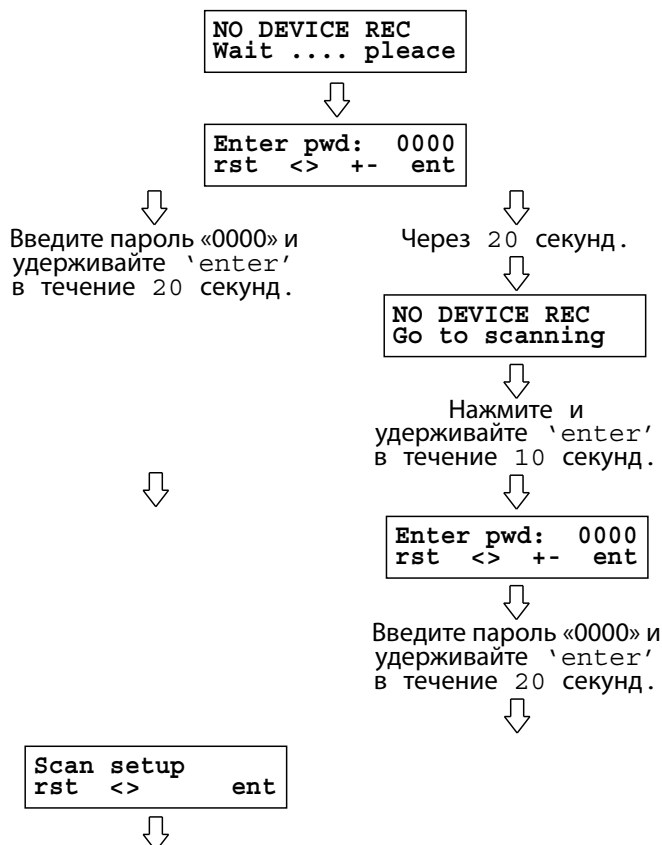 NO DEVICE REC
Wait .... pleace
Enter pwd: 0000
rst <> +- ent
Введите пароль «0000» и
удерживайте ‘enter’
в течение 20 секунд.
Через 20 секунд.
NO DEVICE REC
Go to scanning
Нажмите и
удерживайте ‘enter’
в течение 10 секунд.
Enter pwd: 0000
rst <> +- ent
Введите пароль «0000» и
удерживайте ‘enter’
в течение 20 секунд.
Scan setup
rst <> ent